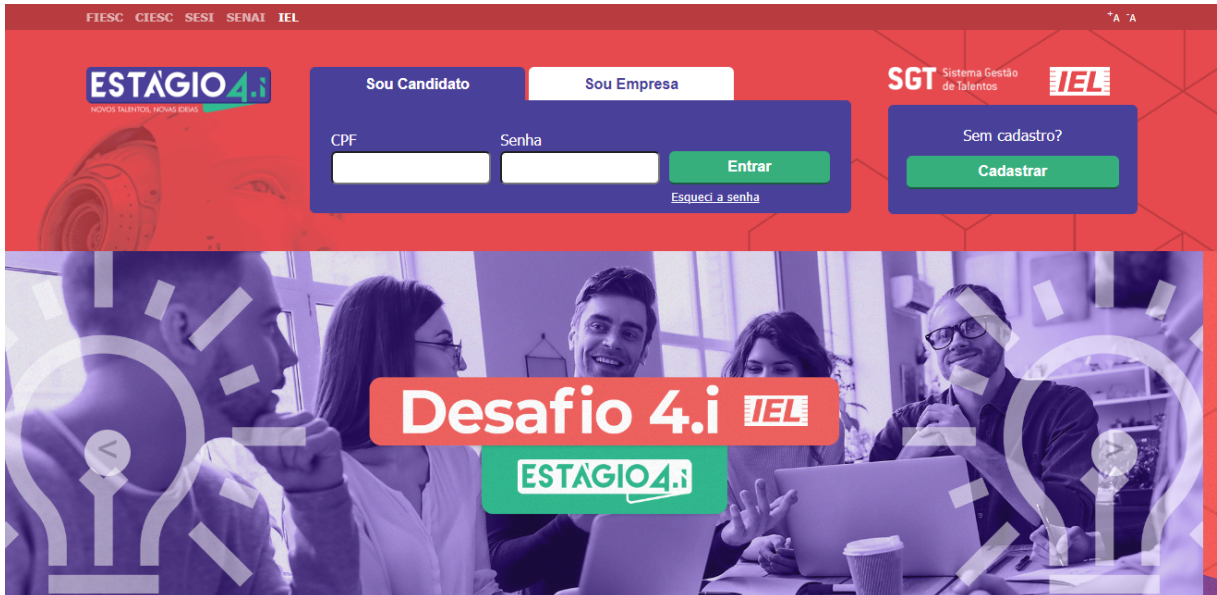 FIESC CIESC SESI SENAI IEL
+A -A
ESTÁGIO4.i
NOVOS TALENTOS, NOVAS IDEIAS
Sou Candidato
Sou Empresa
CPF
Senha
Entrar
Esqueci a senha
SGT Sistema Gestão
de Talentos
IEL
Sem cadastro?
Cadastrar
Desafio 4.i IEL
ESTÁGIO4.i
< >